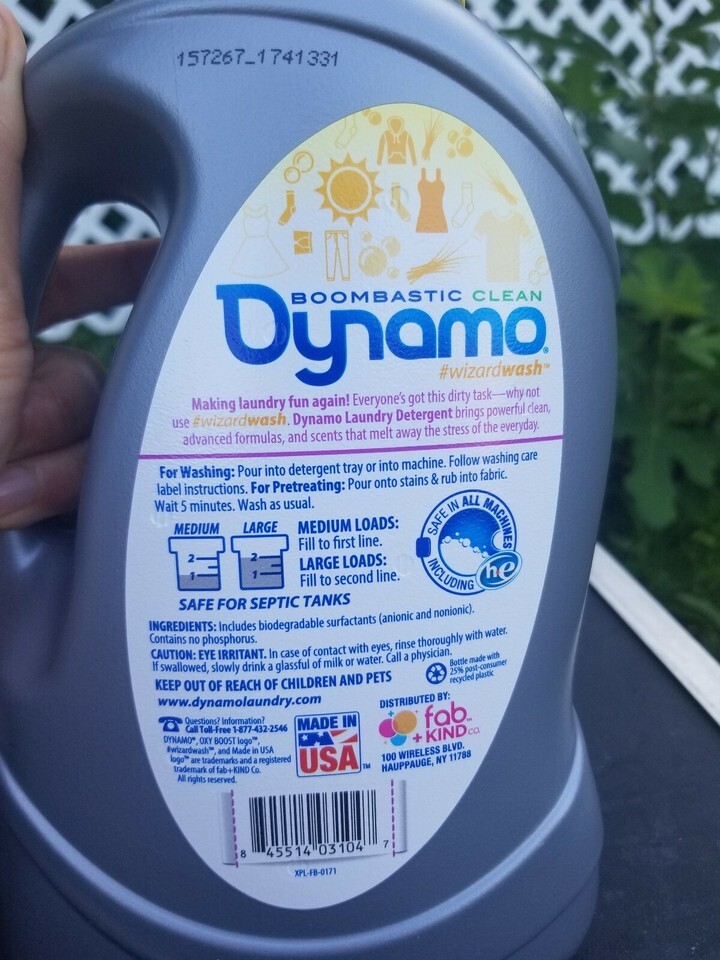 157267_1741331
BOOMBASTIC CLEAN
Dynamo®
#wizardwash™
Making laundry fun again! Everyone's got this dirty task—why not
use #wizardwash. Dynamo Laundry Detergent brings powerful clean,
advanced formulas, and scents that melt away the stress of the everyday.
For Washing: Pour into detergent tray or into machine. Follow washing care
label instructions. For Pretreating: Pour onto stains & rub into fabric.
Wait 5 minutes. Wash as usual.
MEDIUM LARGE
2 1
2 1
MEDIUM LOADS:
Fill to first line.
LARGE LOADS:
Fill to second line.
SAFE IN ALL MACHINES
INCLUDING he
SAFE FOR SEPTIC TANKS
INGREDIENTS: Includes biodegradable surfactants (anionic and nonionic).
Contains no phosphorus.
CAUTION: EYE IRRITANT. In case of contact with eyes, rinse thoroughly with water.
If swallowed, slowly drink a glassful of milk or water. Call a physician.
KEEP OUT OF REACH OF CHILDREN AND PETS
www.dynamolaundry.com
Bottle made with
25% post-consumer
recycled plastic
Questions? Information?
Call Toll-Free 1-877-432-2546
DYNAMO®, OXY BOOST logo™,
#wizardwash™, and Made in USA
logo™ are trademarks and a registered
trademark of fab+KIND Co.
All rights reserved.
MADE IN
USA™
DISTRIBUTED BY:
fab™
+KIND CO.
100 WIRELESS BLVD.
HAUPPAUGE, NY 11788
8 45514 03104 7
XPL-FB-0171